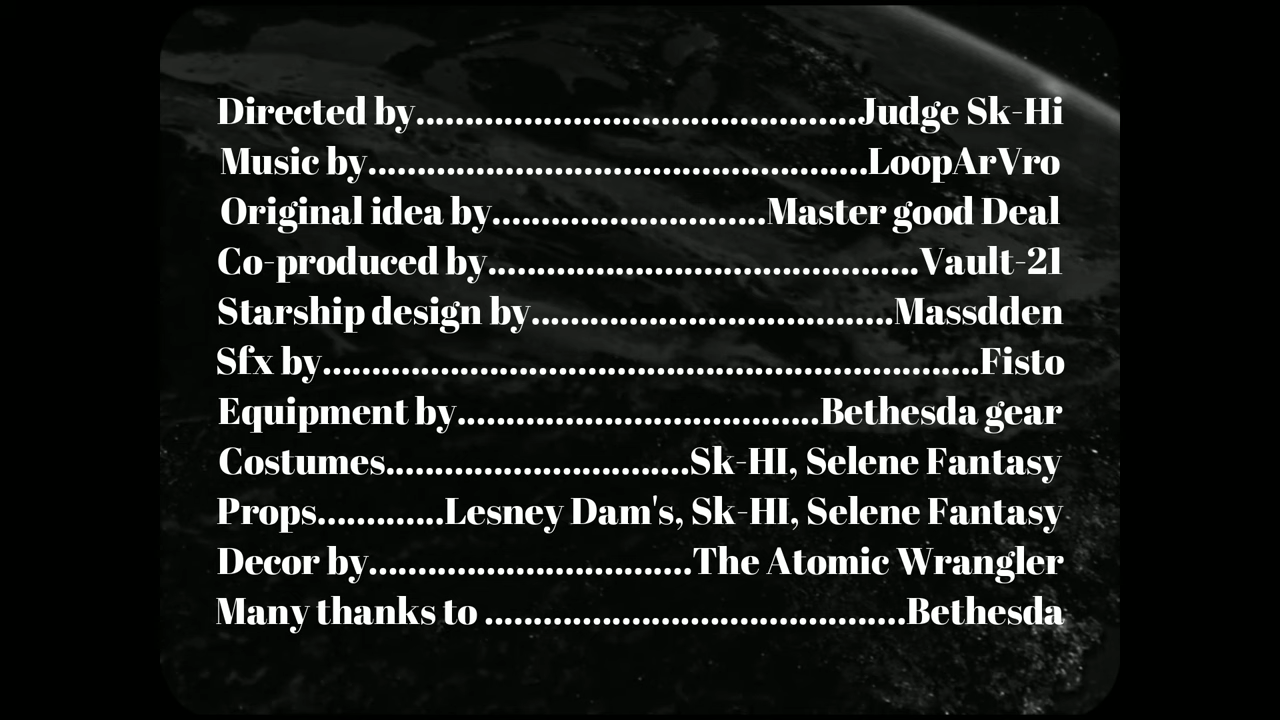 Directed by.............................................Judge Sk-Hi
Music by...................................................LoopArVro
Original idea by............................Master good Deal
Co-produced by............................................Vault-21
Starship design by.....................................Massdden
Sfx by...................................................................Fisto
Equipment by.....................................Bethesda gear
Costumes...............................Sk-HI, Selene Fantasy
Props.............Lesney Dam's, Sk-HI, Selene Fantasy
Decor by.................................The Atomic Wrangler
Many thanks to ...........................................Bethesda